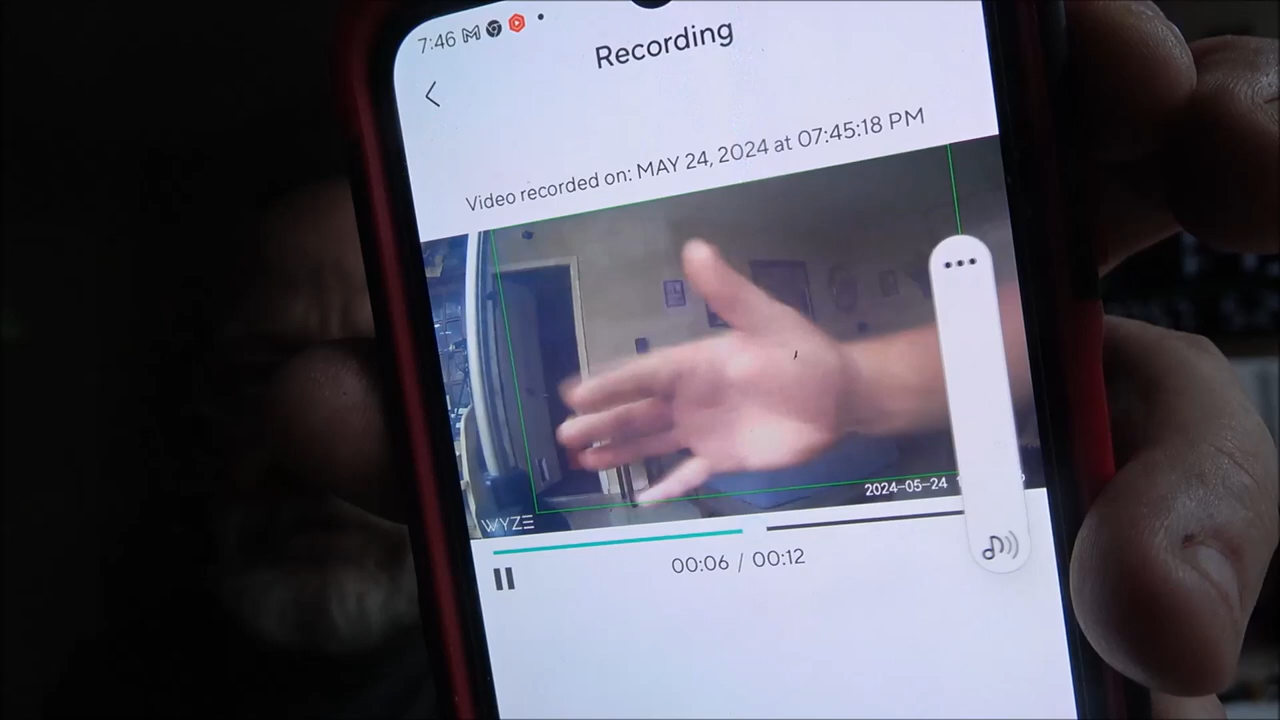 7:46
Recording
Video recorded on: MAY 24, 2024 at 07:45:18 PM
2024-05-24
WYZE
00:06 / 00:12